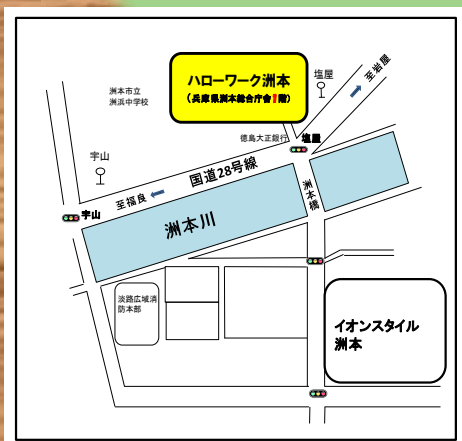 ハローワーク洲本
(兵庫県洲本総合庁舎1階)
塩屋
至岩屋
洲本市立
洲浜中学校
徳島大正銀行
塩屋
宇山
国道28号線
至福良
宇山
洲本橋
洲本川
淡路広域消
防本部
イオンスタイル
洲本